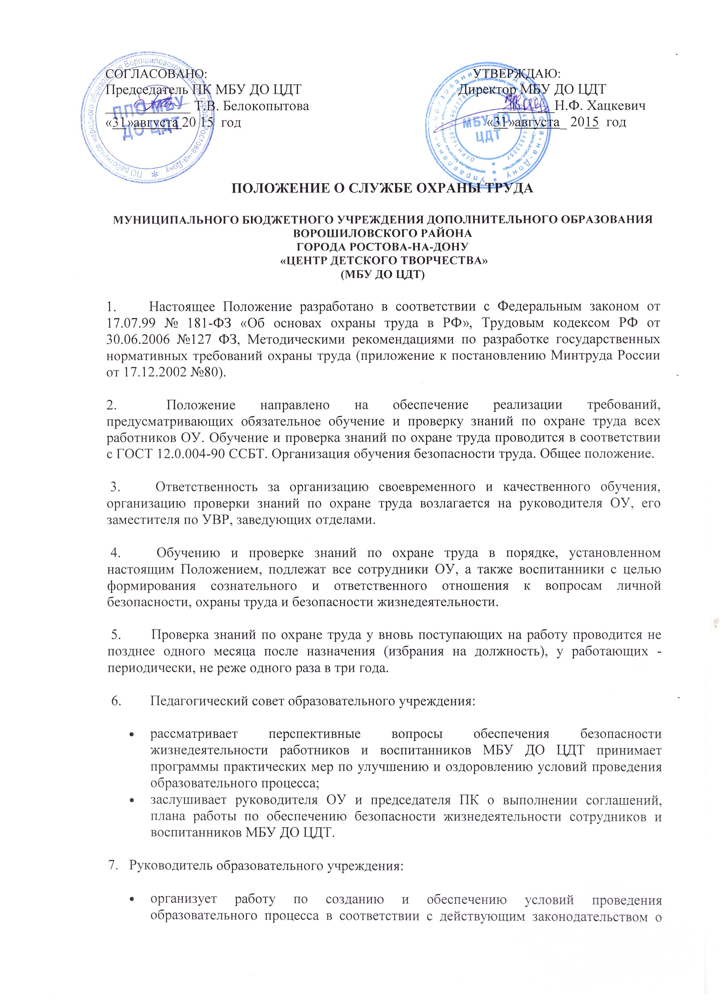 СОГЛАСОВАНО:
Председатель ПК МБУ ДО ЦДТ
Т.В. Белокопытова
«31»августа 20 15 год
ППО МБУ
ДО ЦДТ
УТВЕРЖДАЮ:
Директор МБУ ДО ЦДТ
Н.Ф. Хацкевич
«31»августа_ 2015 год
МБУ ДО
ЦДТ
ПОЛОЖЕНИЕ О СЛУЖБЕ ОХРАНЫ ТРУДА
МУНИЦИПАЛЬНОГО БЮДЖЕТНОГО УЧРЕЖДЕНИЯ ДОПОЛНИТЕЛЬНОГО ОБРАЗОВАНИЯ
ВОРОШИЛОВСКОГО РАЙОНА
ГОРОДА РОСТОВА-НА-ДОНУ
«ЦЕНТР ДЕТСКОГО ТВОРЧЕСТВА»
(МБУ ДО ЦДТ)
1. Настоящее Положение разработано в соответствии с Федеральным законом от
17.07.99 № 181-ФЗ «Об основах охраны труда в РФ», Трудовым кодексом РФ от
30.06.2006 №127 ФЗ, Методическими рекомендациями по разработке государственных
нормативных требований охраны труда (приложение к постановлению Минтруда России
от 17.12.2002 №80).
2. Положение направлено на обеспечение реализации требований,
предусматривающих обязательное обучение и проверку знаний по охране труда всех
работников ОУ. Обучение и проверка знаний по охране труда проводится в соответствии
с ГОСТ 12.0.004-90 ССБТ. Организация обучения безопасности труда. Общее положение.
3. Ответственность за организацию своевременного и качественного обучения,
организацию проверки знаний по охране труда возлагается на руководителя ОУ, его
заместителя по УВР, заведующих отделами.
4. Обучению и проверке знаний по охране труда в порядке, установленном
настоящим Положением, подлежат все сотрудники ОУ, а также воспитанники с целью
формирования сознательного и ответственного отношения к вопросам личной
безопасности, охраны труда и безопасности жизнедеятельности.
5. Проверка знаний по охране труда у вновь поступающих на работу проводится не
позднее одного месяца после назначения (избрания на должность), у работающих -
периодически, не реже одного раза в три года.
6. Педагогический совет образовательного учреждения:
• рассматривает перспективные вопросы обеспечения безопасности
жизнедеятельности работников и воспитанников МБУ ДО ЦДТ принимает
программы практических мер по улучшению и оздоровлению условий проведения
образовательного процесса;
• заслушивает руководителя ОУ и председателя ПК о выполнении соглашений,
плана работы по обеспечению безопасности жизнедеятельности сотрудников и
воспитанников МБУ ДО ЦДТ.
7. Руководитель образовательного учреждения:
• организует работу по созданию и обеспечению условий проведения
образовательного процесса в соответствии с действующим законодательством о